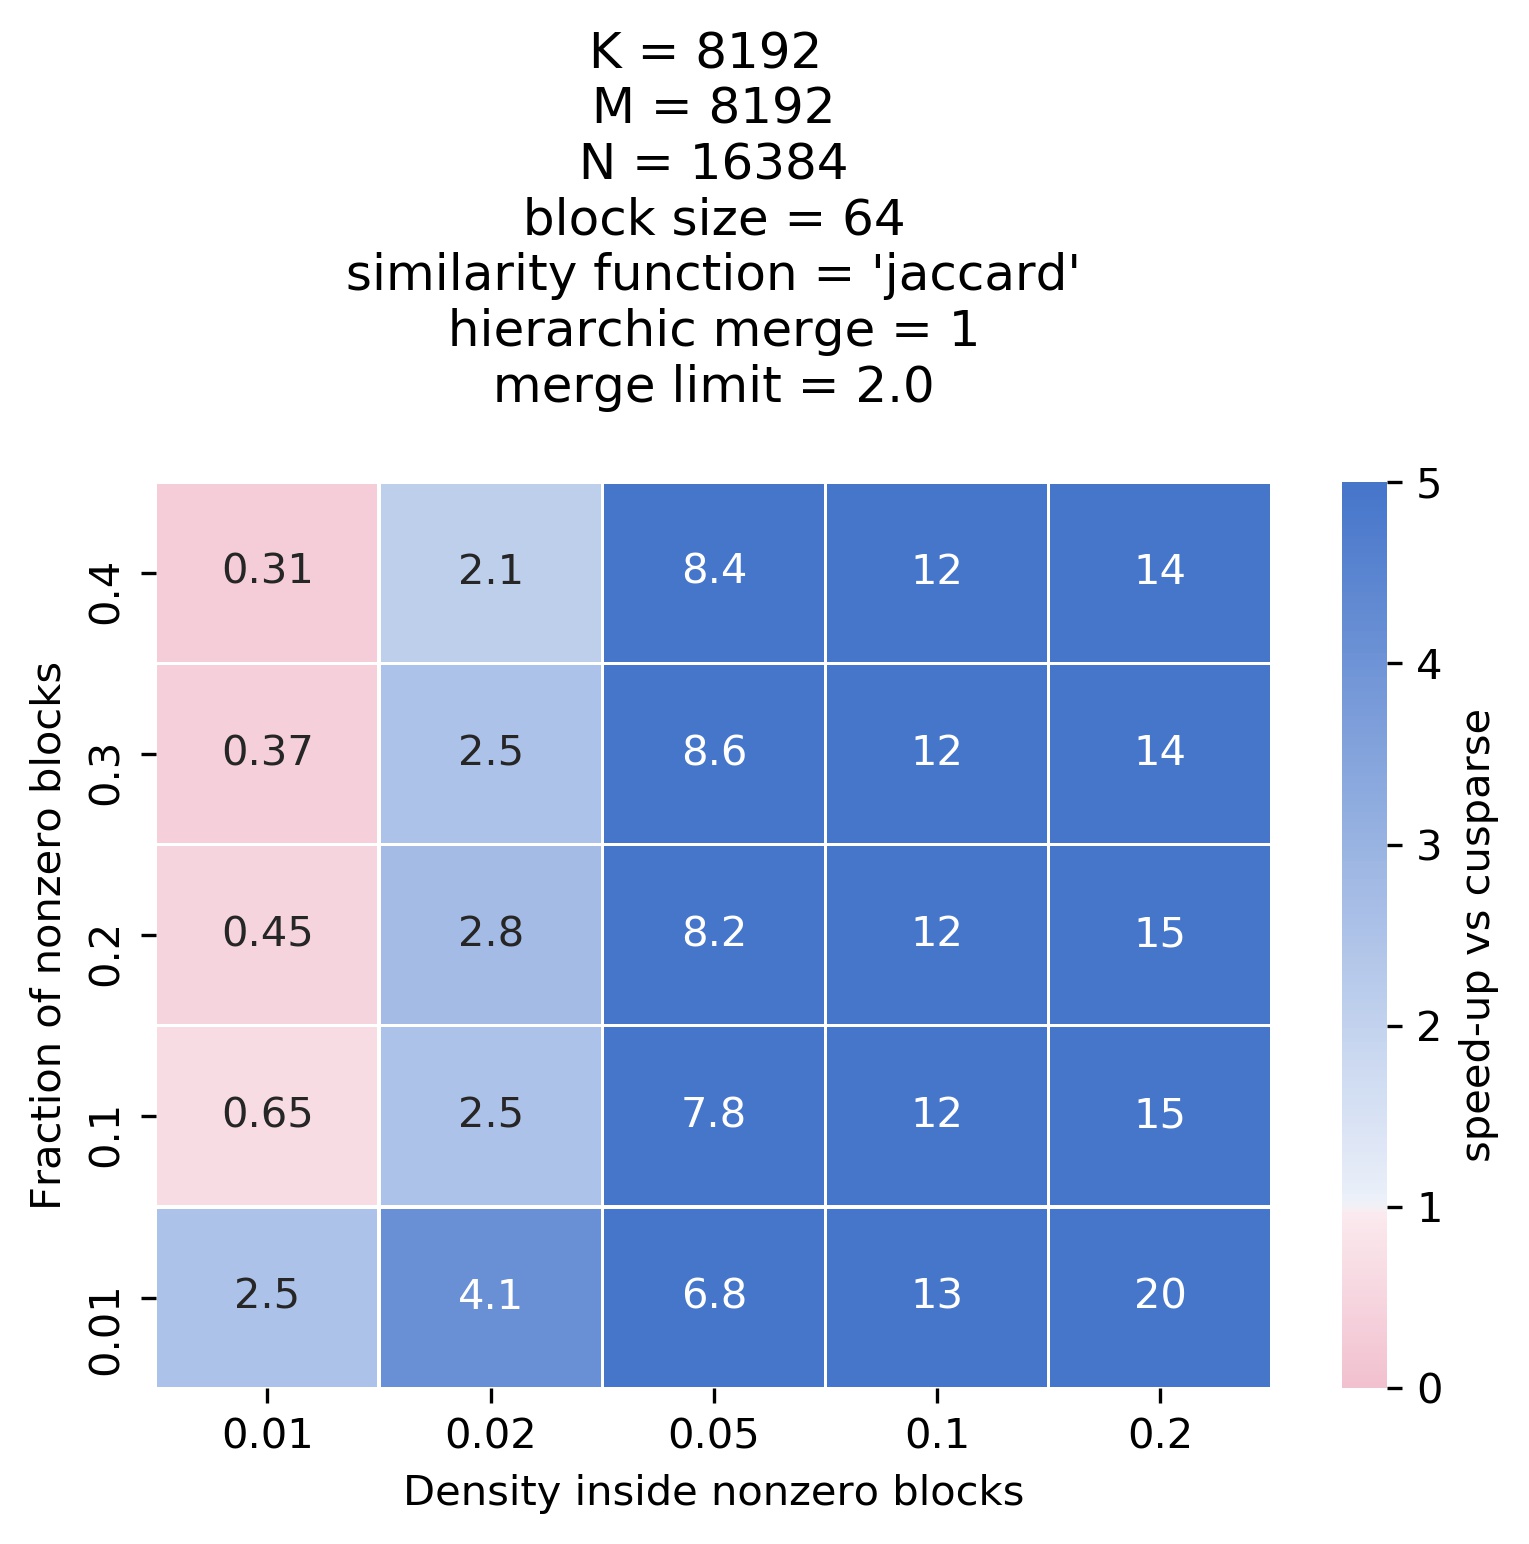 K = 8192
M = 8192
N = 16384
block size = 64
similarity function = 'jaccard'
hierarchic merge = 1
merge limit = 2.0
Fraction of nonzero blocks
0.4 0.31 2.1 8.4 12 14
0.3 0.37 2.5 8.6 12 14
0.2 0.45 2.8 8.2 12 15
0.1 0.65 2.5 7.8 12 15
0.01 2.5 4.1 6.8 13 20
0.01 0.02 0.05 0.1 0.2
Density inside nonzero blocks
5
4
3
2
1
0
speed-up vs cusparse